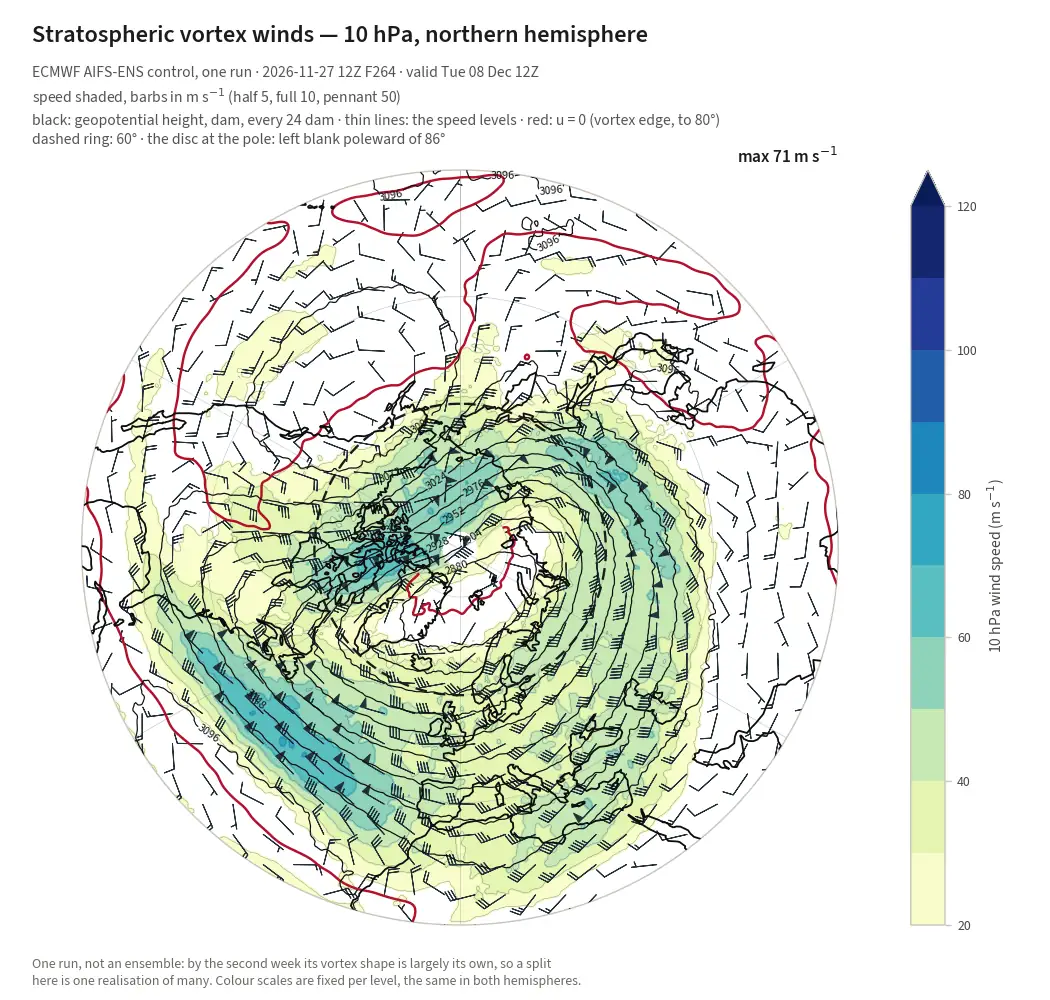 Stratospheric vortex winds — 10 hPa, northern hemisphere
ECMWF AIFS-ENS control, one run · 2026-11-27 12Z F264 · valid Tue 08 Dec 12Z
speed shaded, barbs in m s⁻¹ (half 5, full 10, pennant 50)
black: geopotential height, dam, every 24 dam · thin lines: the speed levels · red: u = 0 (vortex edge, to 80°)
dashed ring: 60° · the disc at the pole: left blank poleward of 86°
max 71 m s⁻¹
3096
3096
3096
3096
3096
3024
2976
2952
2928
2904
2880
3096
120
100
80
60
40
20
10 hPa wind speed (m s⁻¹)
One run, not an ensemble: by the second week its vortex shape is largely its own, so a split
here is one realisation of many. Colour scales are fixed per level, the same in both hemispheres.